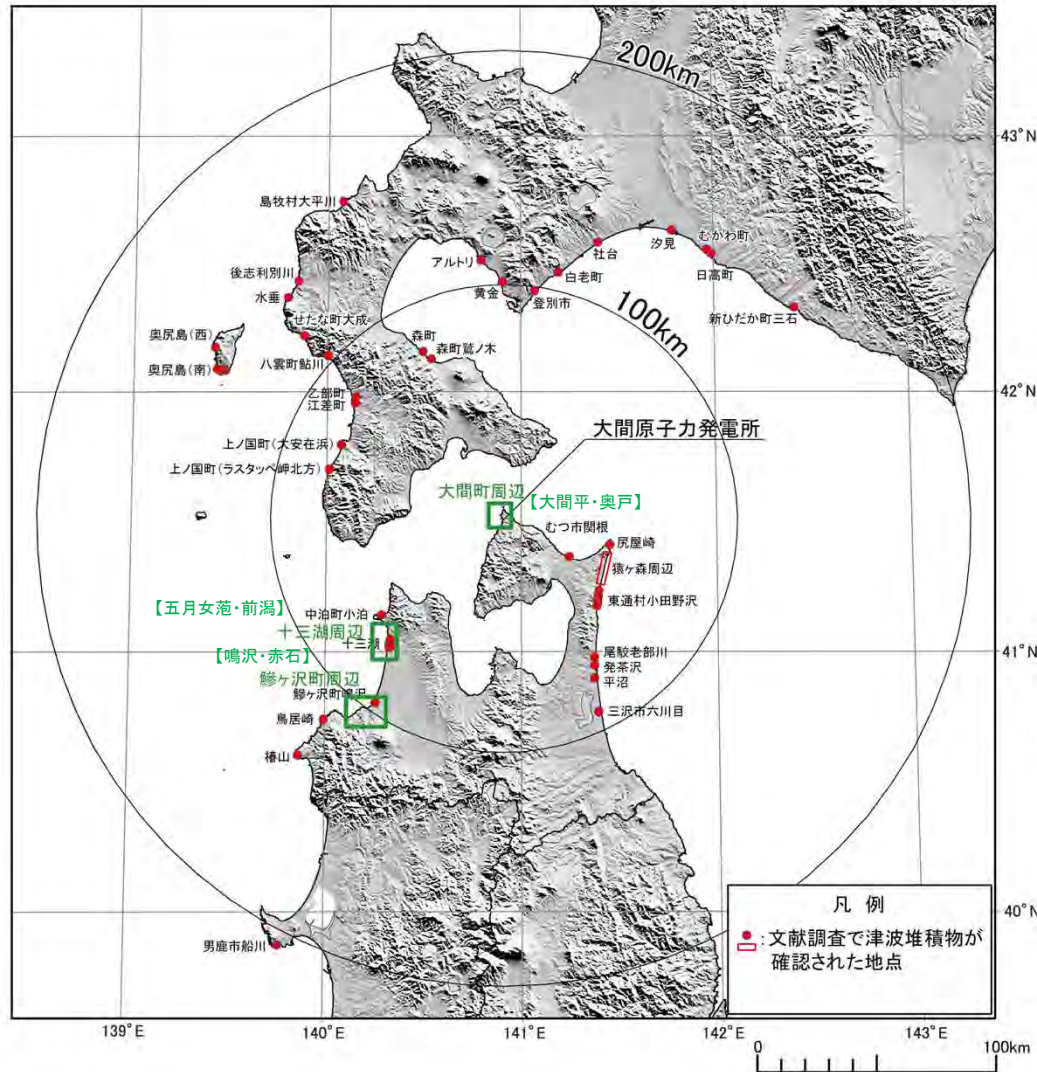 200km
43°N
島牧村大平川
アルトリ
社台
汐見
むかわ町
後志利別川
水垂
黄金
白老町
登別市
日高町
新ひだか町三石
100km
せたな町大成
奥尻島(西)
奥尻島(南)
八雲町鮎川
森町
森町鷲ノ木
42°N
乙部町
江差町
大間原子力発電所
上ノ国町(大安在浜)
上ノ国町(ラスタッペ岬北方)
大間町周辺
【大間平・奥戸】
むつ市関根
尻屋崎
猿ヶ森周辺
東通村小田野沢
【五月女萢・前潟】
中泊町小泊
十三湖周辺
十三湖
【鳴沢・赤石】
尾駮老部川
発茶沢
平沼
41°N
鰺ヶ沢町周辺
鰺ヶ沢町鳴沢
鳥居崎
三沢市六川目
椿山
凡 例
:文献調査で津波堆積物が
確認された地点
40°N
男鹿市船川
139°E
140°E
141°E
142°E
143°E
0
100km